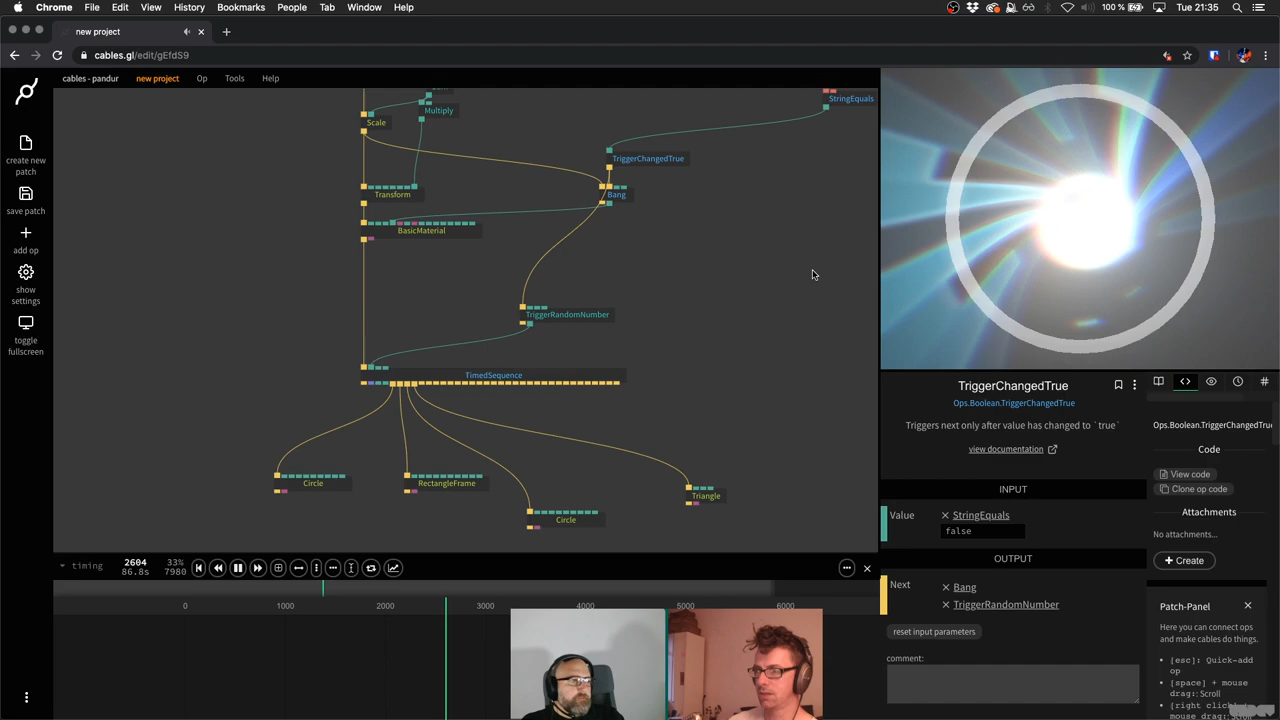 Chrome File Edit View History Bookmarks People Tab Window Help
100 % Tue 21:35
new project
cables.gl/edit/gEfdS9
cables - pandur new project Op Tools Help
create new patch
save patch
add op
show settings
toggle fullscreen
Multiply
Scale
StringEquals
TriggerChangedTrue
Transform
Bang
BasicMaterial
TriggerRandomNumber
TimedSequence
Circle
RectangleFrame
Triangle
Circle
TriggerChangedTrue
Ops.Boolean.TriggerChangedTrue
Triggers next only after value has changed to `true`
view documentation
INPUT
Value
StringEquals
false
OUTPUT
Next
Bang
TriggerRandomNumber
reset input parameters
comment:
Ops.Boolean.TriggerChangedTrue
Code
View code
Clone op code
Attachments
No attachments...
+ Create
Patch-Panel
Here you can connect ops
and make cables do things.
[esc]: Quick-add
op
[space] + mouse
drag: Scroll
[right click] +
mouse drag: Scroll
timing
2604
86.8s
33%
7980
0 1000 2000 3000 4000 5000 6000